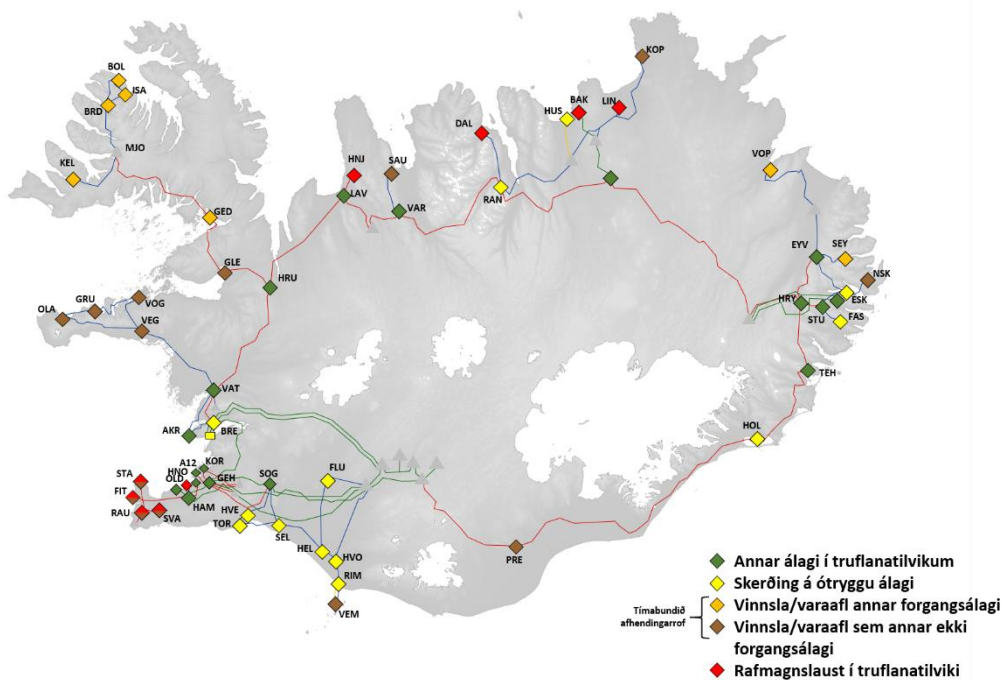 KOP
BOL
ISA
BRD
BAK
LIN
HUS
DAL
MJO
KEL
HNJ
SAU
VOP
LAV
RAN
VAR
GED
EYV
SEY
GLE
NSK
HRU
VOG
GRU
OLA
VEG
HRY
ESK
STU
FAS
TEH
VAT
AKR
BRE
HOL
A12
KOR
HNO
STA
OLD
GEH
SOG
FLU
FIT
HAM
RAU
SVA
HVE
TOR
SEL
HEL
HVO
PRE
RIM
VEM
Annar álagi í truflanatilvikum
Skerðing á ótryggu álagi
Tímabundið
afhendingarrof
Vinnsla/varaafl annar forgangsálagi
Vinnsla/varaafl sem annar ekki
forgangsálagi
Rafmagnslaust í truflanatilviki